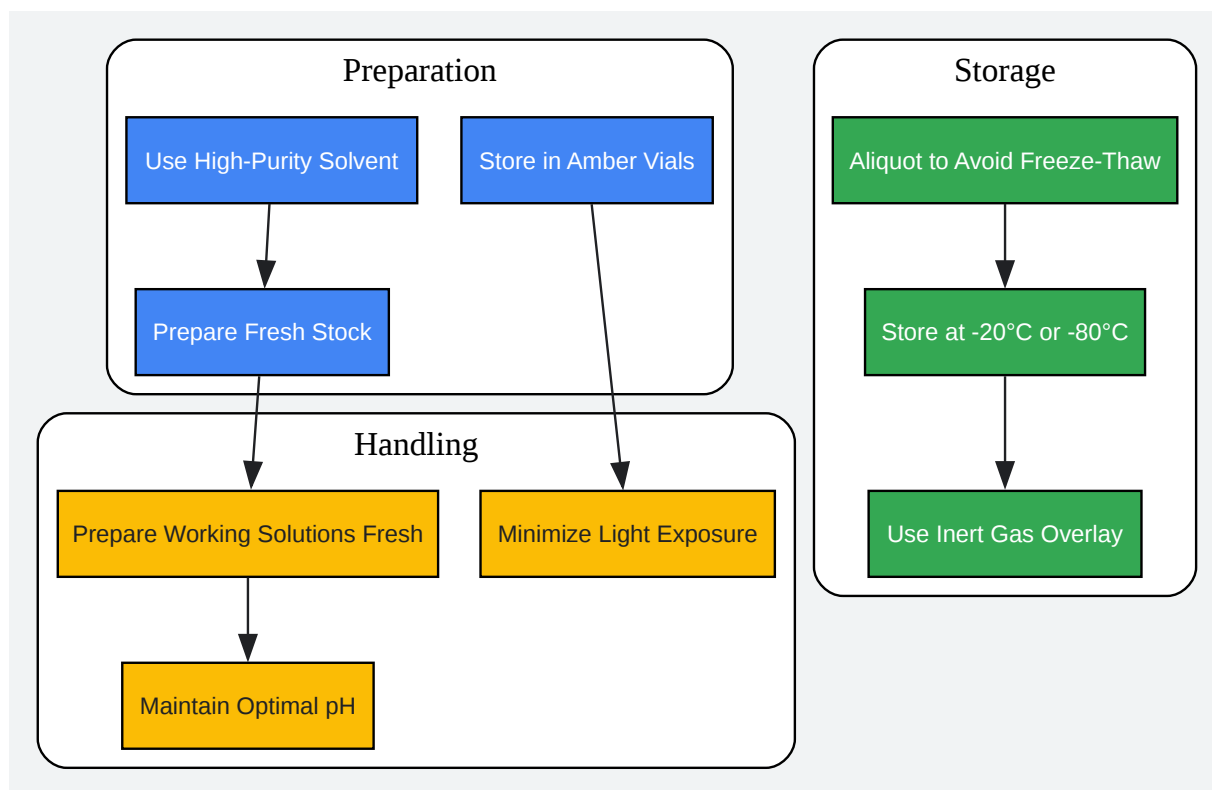 Preparation
Use High-Purity Solvent
Store in Amber Vials
Prepare Fresh Stock
Handling
Prepare Working Solutions Fresh
Minimize Light Exposure
Maintain Optimal pH
Storage
Aliquot to Avoid Freeze-Thaw
Store at -20°C or -80°C
Use Inert Gas Overlay